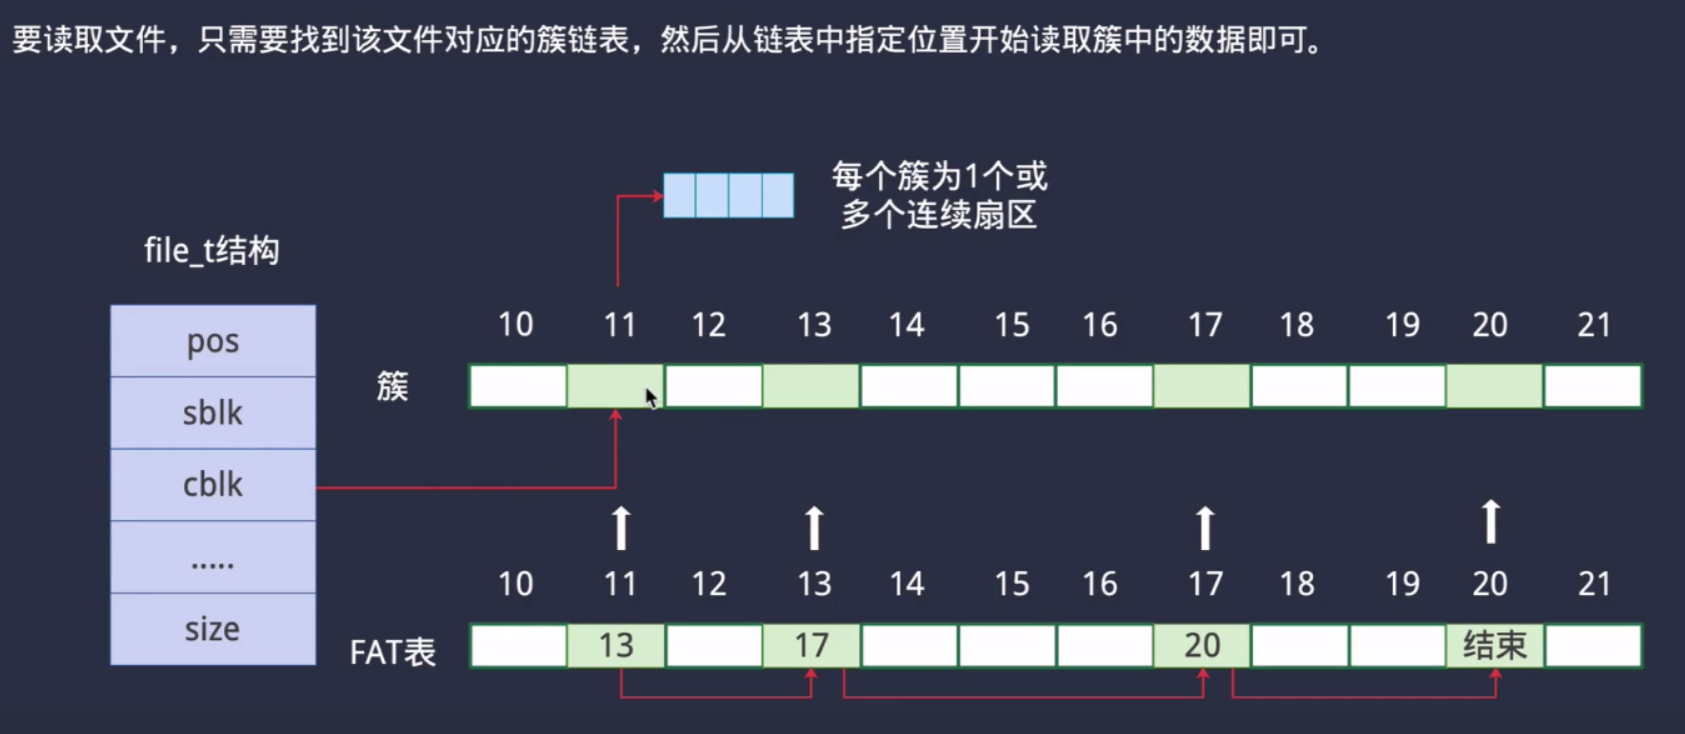 要读取文件，只需要找到该文件对应的簇链表，然后从链表中指定位置开始读取簇中的数据即可。
每个簇为1个或
多个连续扇区
file_t结构
pos
sblk
cblk
.....
size
10 11 12 13 14 15 16 17 18 19 20 21
簇
10 11 12 13 14 15 16 17 18 19 20 21
FAT表 13 17 20 结束